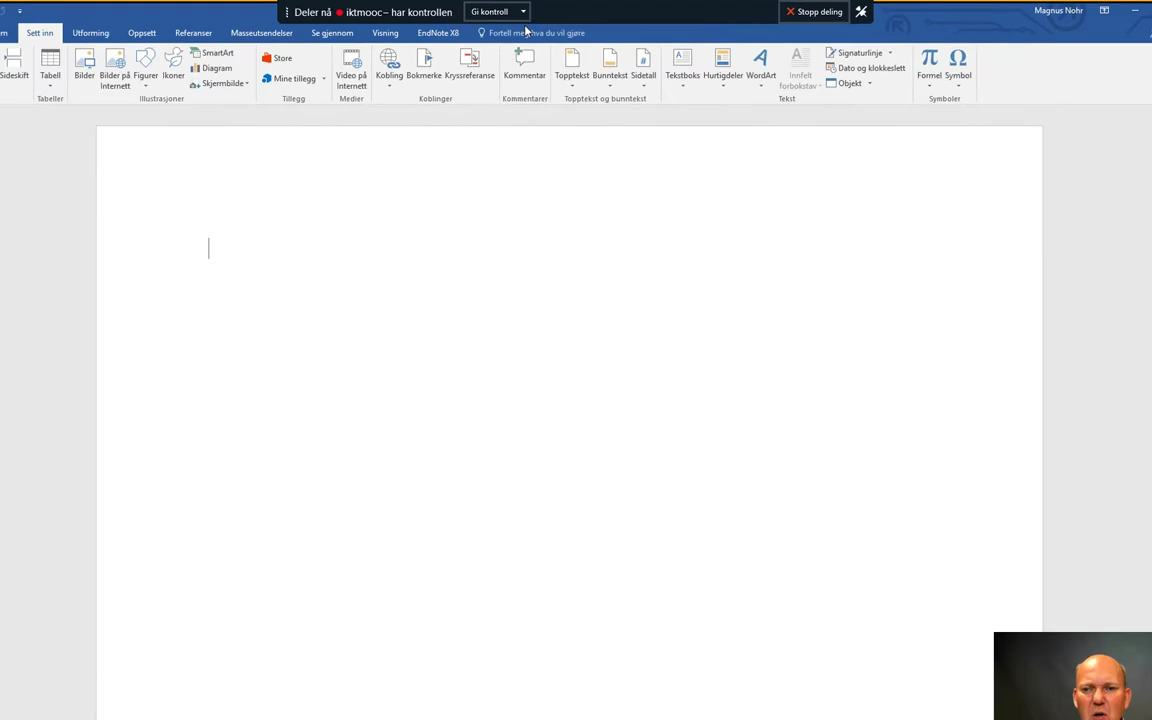 Deler nå iktmooc – har kontrollen Gi kontroll Stopp deling Magnus Nohr
Sett inn Utforming Oppsett Referanser Masseutsendelser Se gjennom Visning EndNote X8 Fortell me hva du vil gjøre
Sideskift
Tabell
Tabeller
Bilder
Bilder på Internett
Figurer
Ikoner
SmartArt
Diagram
Skjermbilde
Illustrasjoner
Store
Mine tillegg
Tillegg
Video på Internett
Medier
Kobling
Bokmerke
Kryssreferanse
Koblinger
Kommentar
Kommentarer
Topptekst
Bunntekst
Sidetall
Topptekst og bunntekst
Tekstboks
Hurtigdeler
WordArt
Innfelt forbokstav
Signaturlinje
Dato og klokkeslett
Objekt
Tekst
Formel
Symbol
Symboler